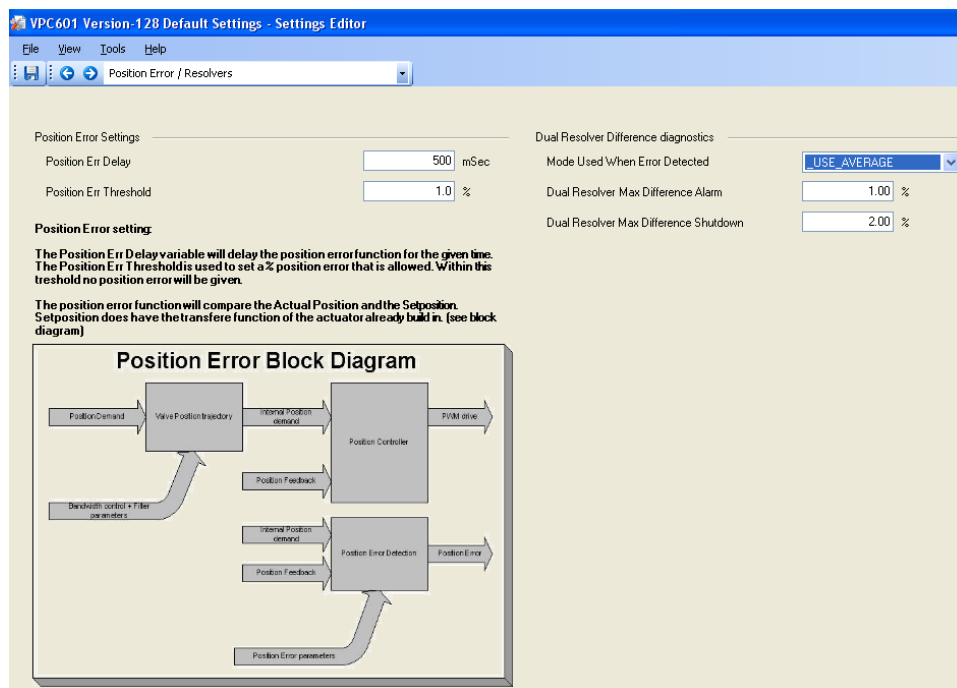 VPC601 Version-128 Default Settings - Settings Editor
File View Tools Help
Position Error / Resolvers
Position Error Settings
Position Err Delay 500 mSec
Position Err Threshold 1.0 %
Position Error setting:
The Position Err Delay variable will delay the position error function for the given time.
The Position Err Threshold is used to set a % position error that is allowed. Within this
treshold no position error will be given.
The position error function will compare the Actual Position and the Setposition.
Setposition does have the transfere function of the actuator already build in. (see block
diagram)
Dual Resolver Difference diagnostics
Mode Used When Error Detected _USE_AVERAGE
Dual Resolver Max Difference Alarm 1.00 %
Dual Resolver Max Difference Shutdown 2.00 %
Position Error Block Diagram
Position Demand
Valve Position trajectory
Internal Position
demand
Position Controller
PWM drive
Position Feedback
Bandwidth control + Filter
parameters
Internal Position
demand
Position Error Detection
Position Error
Position Feedback
Position Error parameters